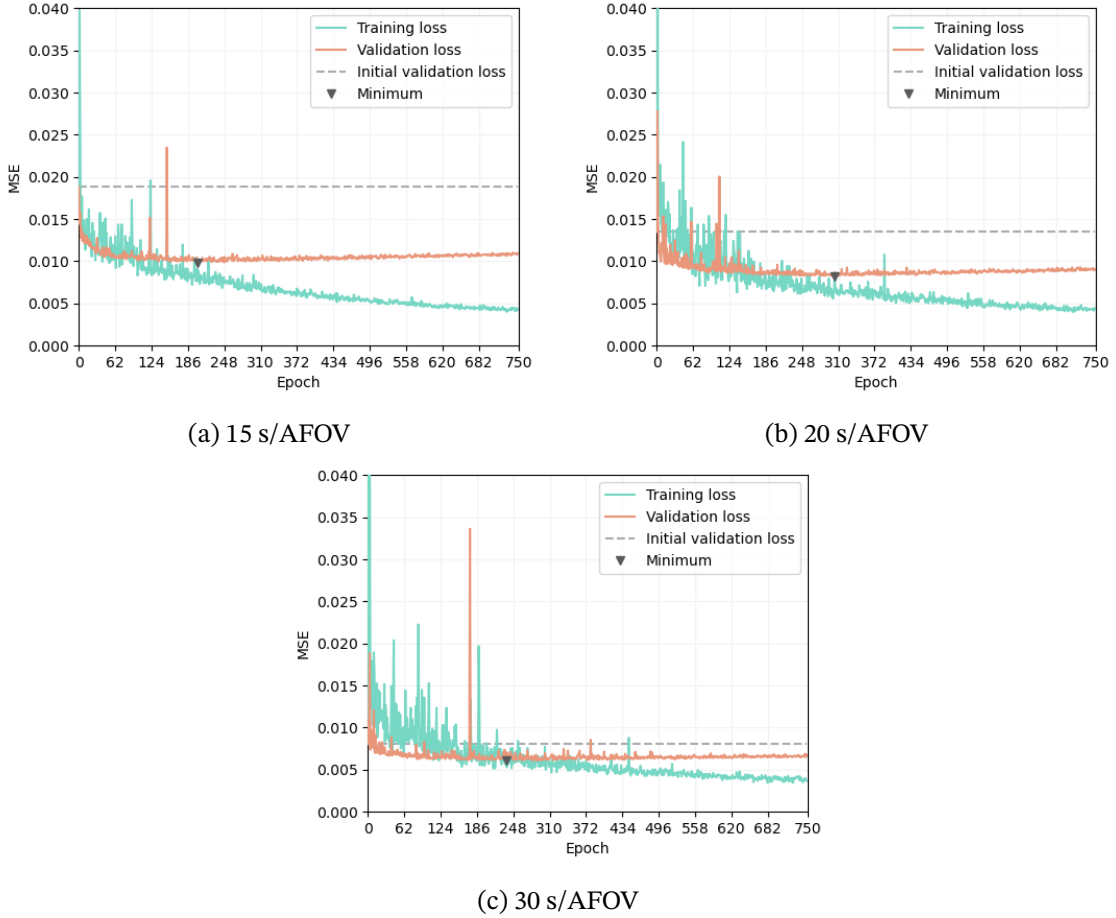 0.040
0.035
0.030
0.025
0.020
0.015
0.010
0.005
0.000
MSE
Training loss
Validation loss
Initial validation loss
Minimum
0 62 124 186 248 310 372 434 496 558 620 682 750
Epoch
(a) 15 s/AFOV
0.040
0.035
0.030
0.025
0.020
0.015
0.010
0.005
0.000
MSE
Training loss
Validation loss
Initial validation loss
Minimum
0 62 124 186 248 310 372 434 496 558 620 682 750
Epoch
(b) 20 s/AFOV
0.040
0.035
0.030
0.025
0.020
0.015
0.010
0.005
0.000
MSE
Training loss
Validation loss
Initial validation loss
Minimum
0 62 124 186 248 310 372 434 496 558 620 682 750
Epoch
(c) 30 s/AFOV